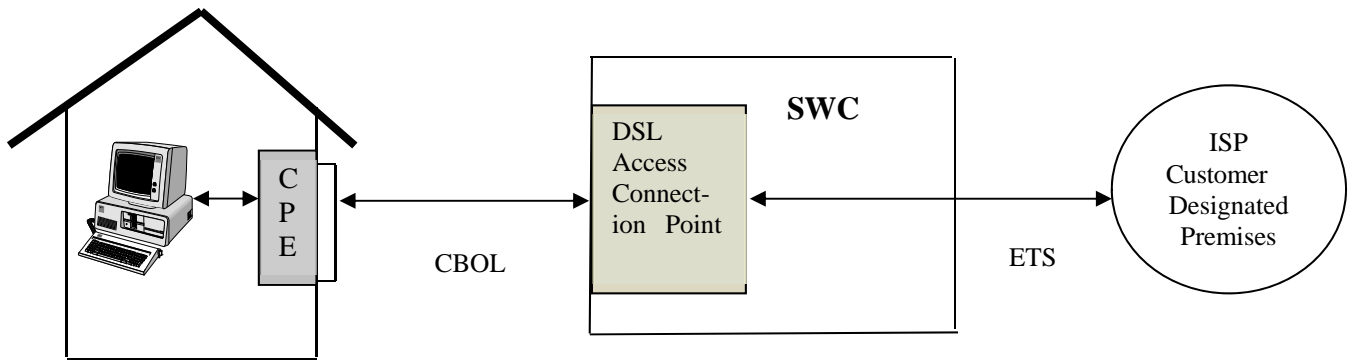 C
P
E
CBOL
DSL
Access
Connect-
ion Point
SWC
ETS
ISP
Customer
Designated
Premises